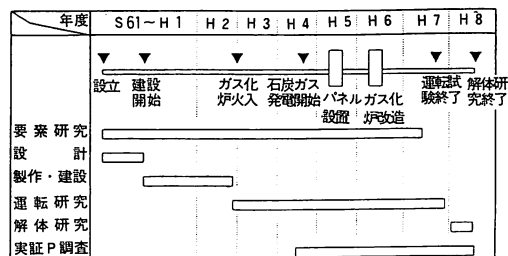 年度 S61～H1 H2 H3 H4 H5 H6 H7 H8
設立 建設開始 ガス化炉火入 石炭ガス発電開始 パネル設置 ガス化炉改造 運転試験終了 解体研究終了
要素研究
設計
製作・建設
運転研究
解体研究
実証P調査